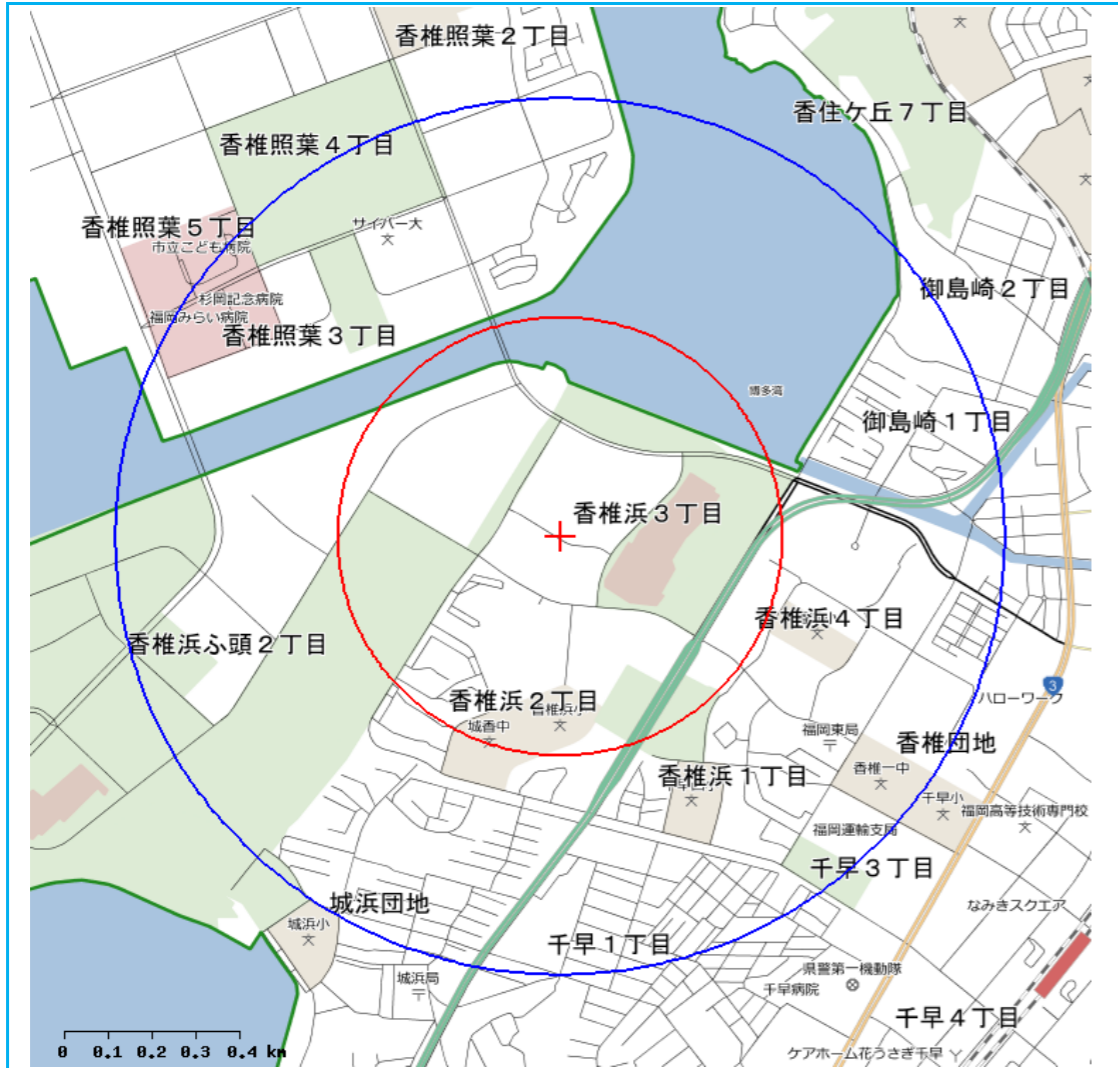 香椎照葉２丁目
香住ケ丘７丁目
香椎照葉４丁目
香椎照葉５丁目
サイバー大
市立こども病院
御島崎２丁目
杉岡記念病院
福岡みらい病院
香椎照葉３丁目
博多湾
御島崎１丁目
香椎浜３丁目
香椎浜４丁目
香椎浜ふ頭２丁目
3
ハローワーク
香椎浜２丁目
香椎浜小
城香中
福岡東局
香椎団地
香椎浜１丁目
香椎一中
千早小
福岡高等技術専門校
福岡運輸支局
千早３丁目
城浜団地
なみきスクエア
城浜小
千早１丁目
県警第一機動隊
城浜局
千早病院
千早４丁目
ケアホーム花うさぎ千早
0 0.1 0.2 0.3 0.4 km